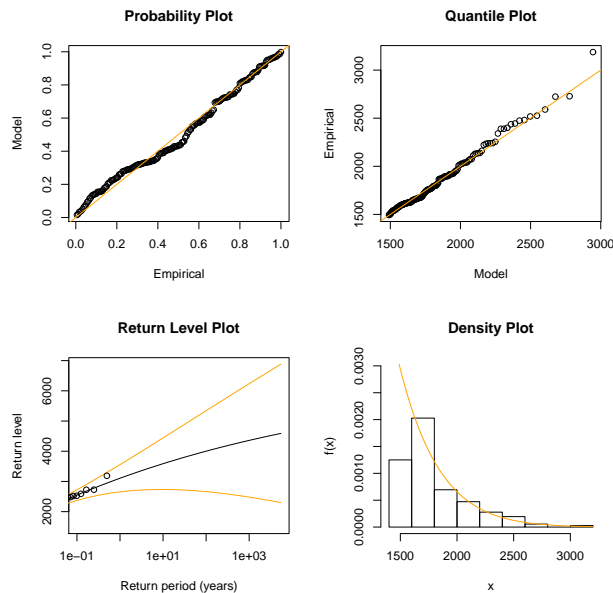 Probability Plot
Model
0.0 0.2 0.4 0.6 0.8 1.0
0.0 0.2 0.4 0.6 0.8 1.0
Empirical
Quantile Plot
Empirical
1500 2000 2500 3000
1500 2000 2500 3000
Model
Return Level Plot
Return level
2000 4000 6000
1e−01 1e+01 1e+03
Return period (years)
Density Plot
f(x)
0.0000 0.0010 0.0020 0.0030
1500 2000 2500 3000
x